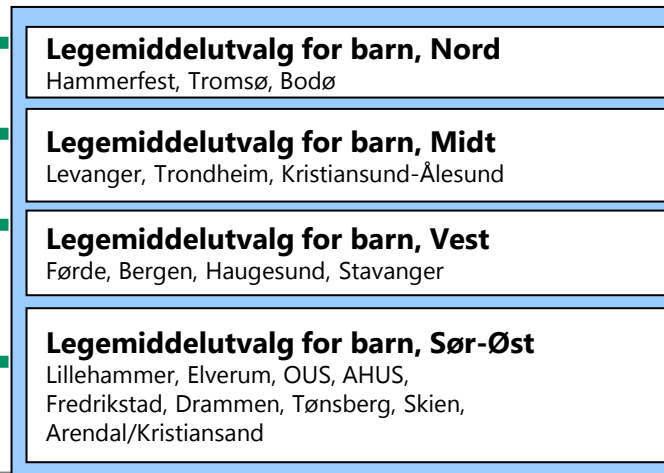 Legemiddelutvalg for barn, Nord
Hammerfest, Tromsø, Bodø
Legemiddelutvalg for barn, Midt
Levanger, Trondheim, Kristiansund-Ålesund
Legemiddelutvalg for barn, Vest
Førde, Bergen, Haugesund, Stavanger
Legemiddelutvalg for barn, Sør-Øst
Lillehammer, Elverum, OUS, AHUS,
Fredrikstad, Drammen, Tønsberg, Skien,
Arendal/Kristiansand